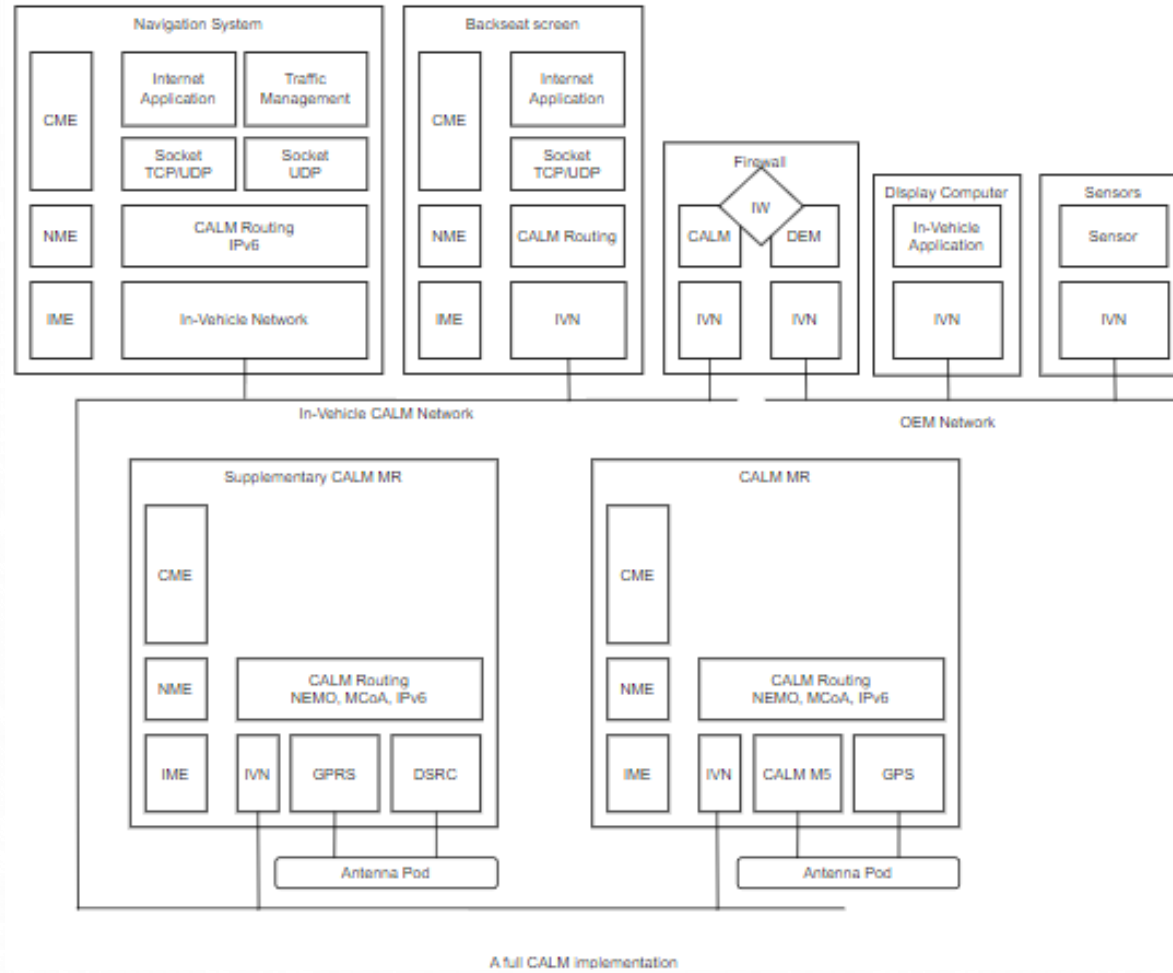 Navigation System
CME
Internet
Application
Traffic
Management
Socket
TCP/UDP
Socket
UDP
NME
CALM Routing
IPv6
IME
In-Vehicle Network
Backseat screen
CME
Internet
Application
Socket
TCP/UDP
NME
CALM Routing
IME
IVN
Firewall
IW
CALM
DEM
IVN
IVN
Display Computer
In-Vehicle
Application
IVN
Sensors
Sensor
IVN
In-Vehicle CALM Network
OEM Network
Supplementary CALM MR
CME
NME
CALM Routing
NEMO, MCoA, IPv6
IME
IVN
GPRS
DSRC
Antenna Pod
CALM MR
CME
NME
CALM Routing
NEMO, MCoA, IPv6
IME
IVN
CALM M5
GPS
Antenna Pod
A full CALM implementation